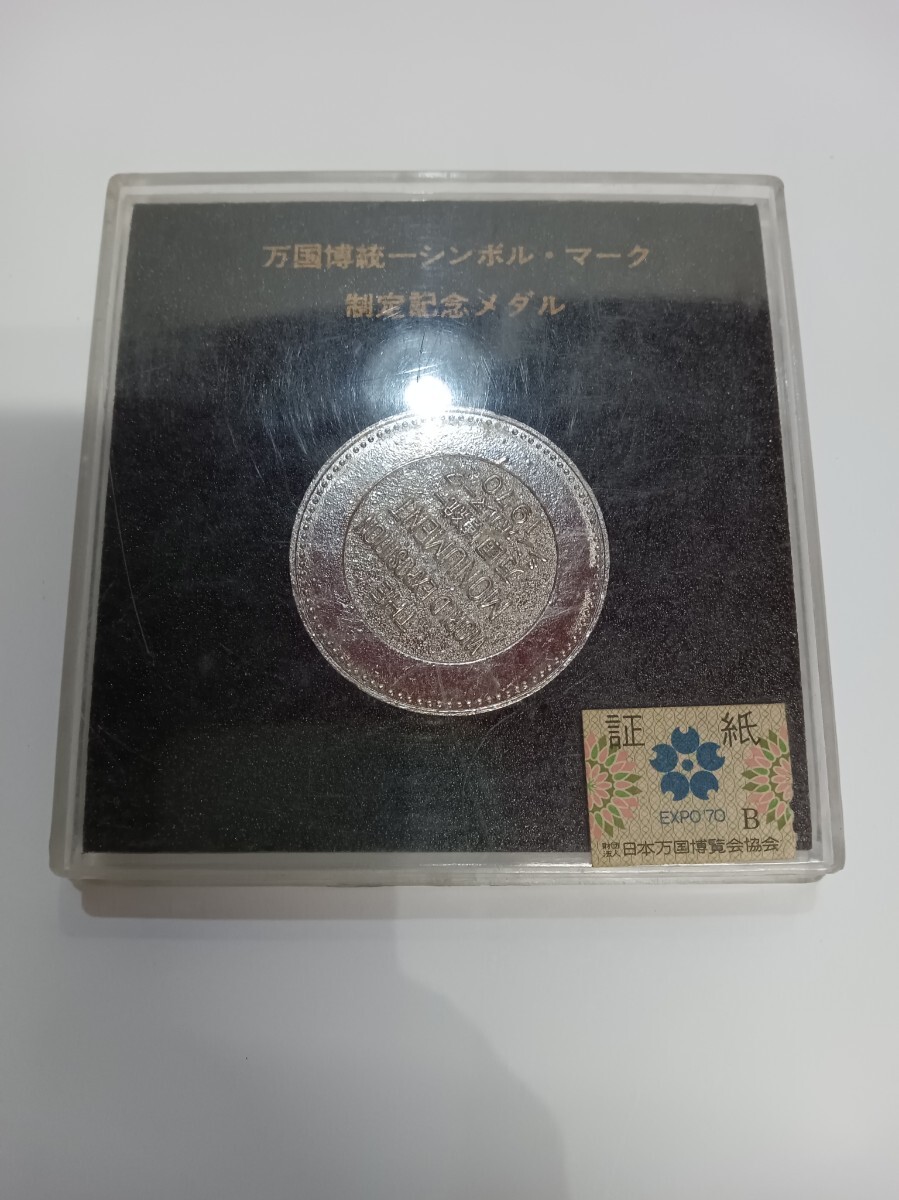 万国博統一シンボル・マーク
制定記念メダル
MONUMENT
証 紙
EXPO'70 B
財団法人 日本万国博覧会協会